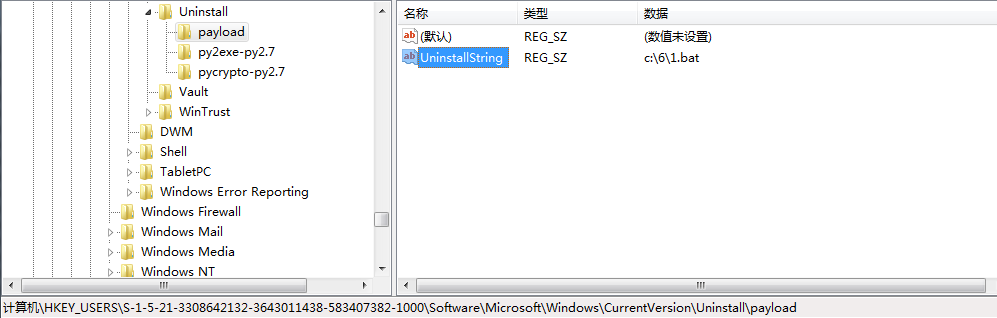 Uninstall
payload
py2exe-py2.7
pycrypto-py2.7
Vault
WinTrust
DWM
Shell
TabletPC
Windows Error Reporting
Windows Firewall
Windows Mail
Windows Media
Windows NT
名称 类型 数据
ab (默认) REG_SZ (数值未设置)
ab UninstallString REG_SZ c:\6\1.bat
计算机\HKEY_USERS\S-1-5-21-3308642132-3643011438-583407382-1000\Software\Microsoft\Windows\CurrentVersion\Uninstall\payload